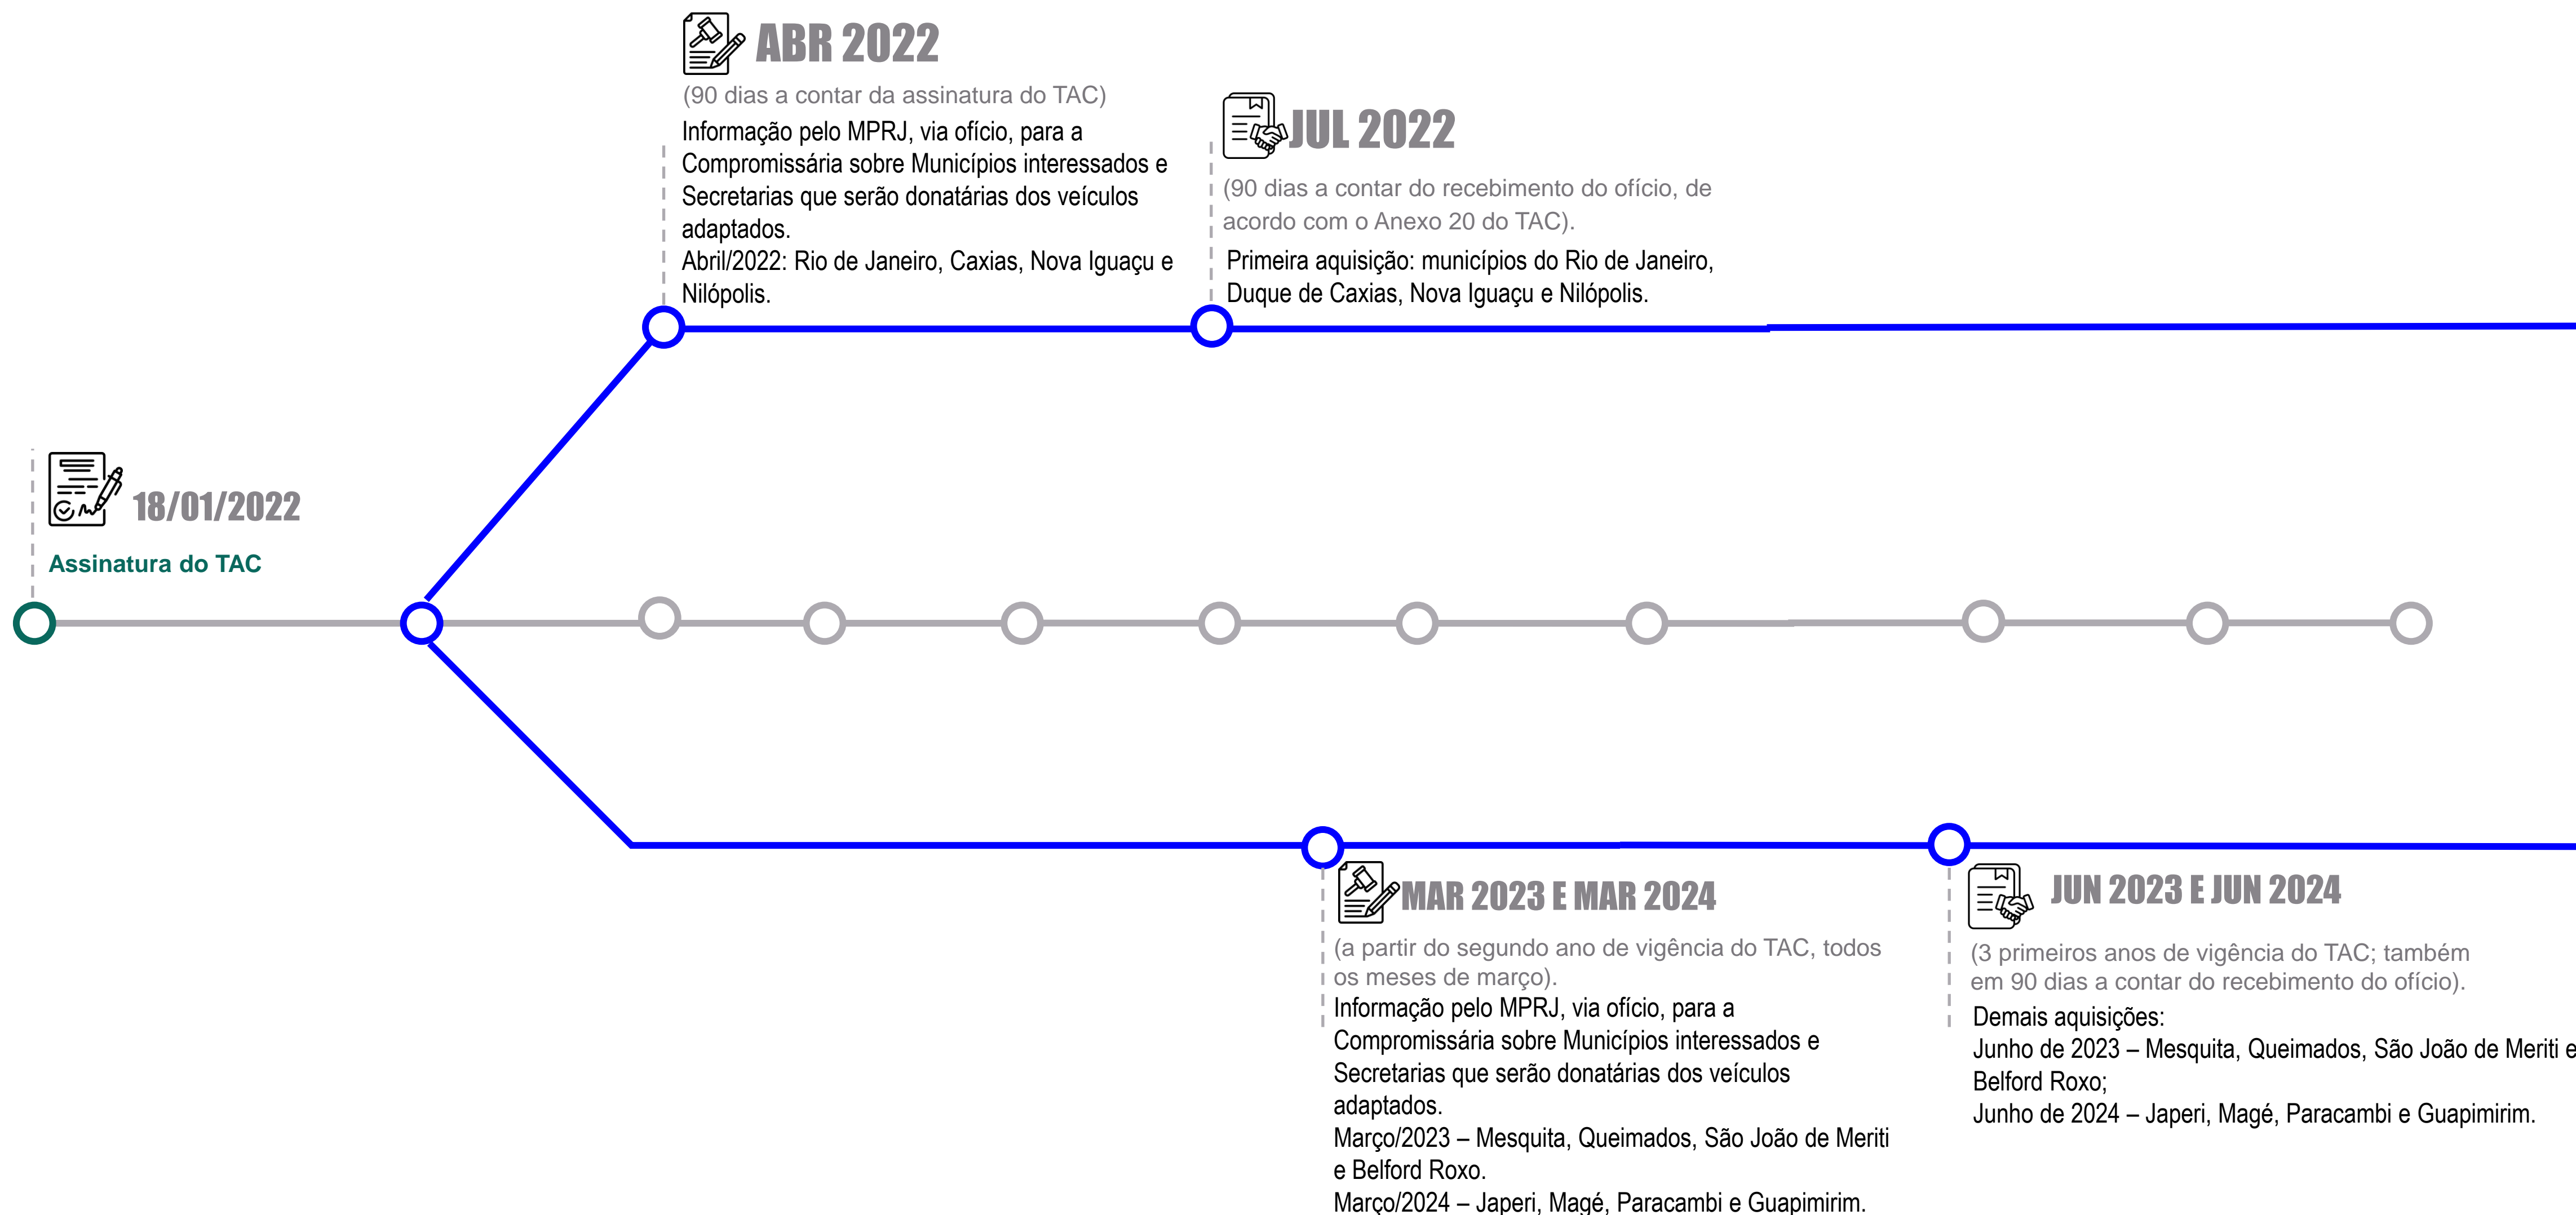 ABR 2022
(90 dias a contar da assinatura do TAC)
Informação pelo MPRJ, via ofício, para a
Compromissária sobre Municípios interessados e
Secretarias que serão donatárias dos veículos
adaptados.
Abril/2022: Rio de Janeiro, Caxias, Nova Iguaçu e
Nilópolis.
JUL 2022
(90 dias a contar do recebimento do ofício, de
acordo com o Anexo 20 do TAC).
Primeira aquisição: municípios do Rio de Janeiro,
Duque de Caxias, Nova Iguaçu e Nilópolis.
18/01/2022
Assinatura do TAC
MAR 2023 E MAR 2024
(a partir do segundo ano de vigência do TAC, todos
os meses de março).
Informação pelo MPRJ, via ofício, para a
Compromissária sobre Municípios interessados e
Secretarias que serão donatárias dos veículos
adaptados.
Março/2023 – Mesquita, Queimados, São João de Meriti
e Belford Roxo.
Março/2024 – Japeri, Magé, Paracambi e Guapimirim.
JUN 2023 E JUN 2024
(3 primeiros anos de vigência do TAC; também
em 90 dias a contar do recebimento do ofício).
Demais aquisições:
Junho de 2023 – Mesquita, Queimados, São João de Meriti e
Belford Roxo;
Junho de 2024 – Japeri, Magé, Paracambi e Guapimirim.